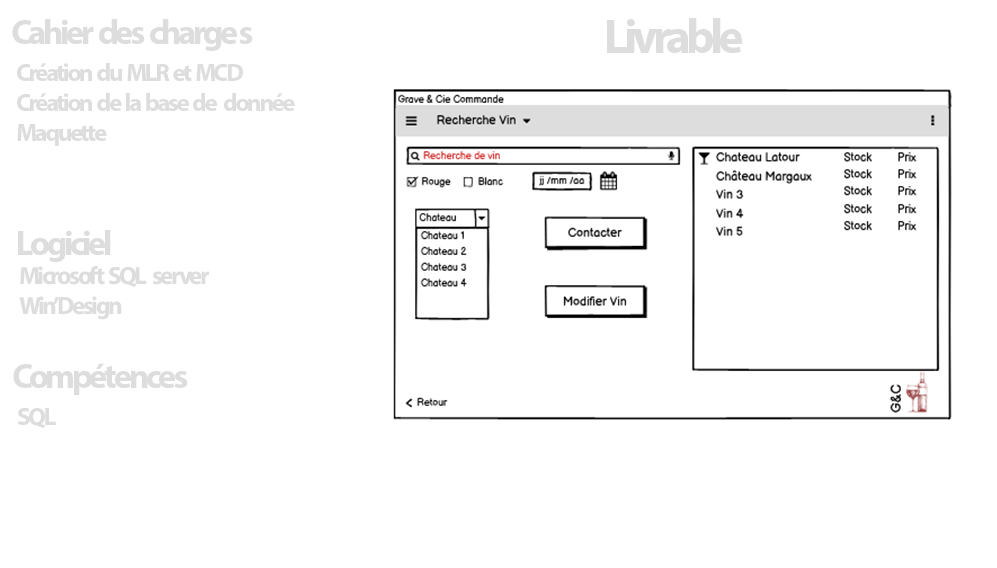 Cahier des charges
Création du MLR et MCD
Création de la base de donnée
Maquette
Logiciel
Microsoft SQL server
Win'Design
Compétences
SQL
Livrable
Grave & Cie Commande
Recherche Vin
Recherche de vin
Rouge Blanc jj /mm /aa
Chateau
Chateau 1
Chateau 2
Chateau 3
Chateau 4
Contacter
Modifier Vin
Chateau Latour Stock Prix
Château Margaux Stock Prix
Vin 3 Stock Prix
Vin 4 Stock Prix
Vin 5 Stock Prix
Retour
G&C